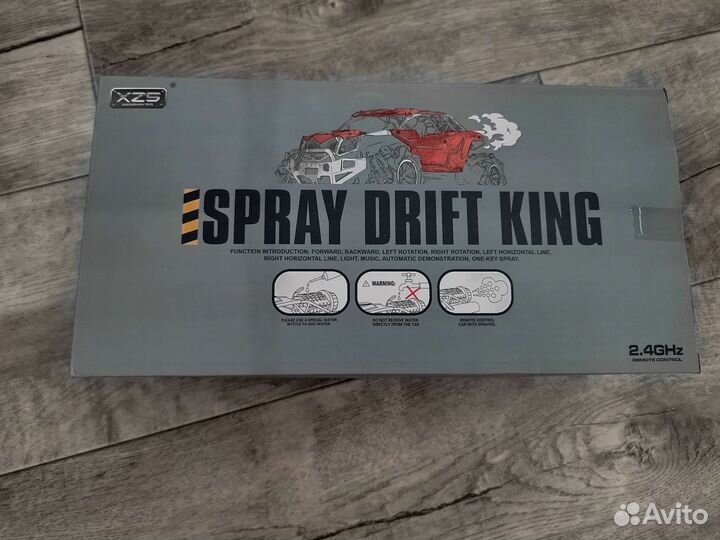 XZS
®
SPRAY DRIFT KING
FUNCTION INTRODUCTION: FORWARD, BACKWARD, LEFT ROTATION, RIGHT ROTATION, LEFT HORIZONTAL LINE,
RIGHT HORIZONTAL LINE, LIGHT, MUSIC, AUTOMATIC DEMONSTRATION, ONE-KEY SPRAY.
WARNING:
PLEASE USE A SPECIAL WATER
BOTTLE TO ADD WATER.
DO NOT RECEIVE WATER
DIRECTLY FROM THE TAP.
REMOTE CONTROL
CAR WITH SPRAYER.
2.4GHz
REMOTE CONTROL
Avito